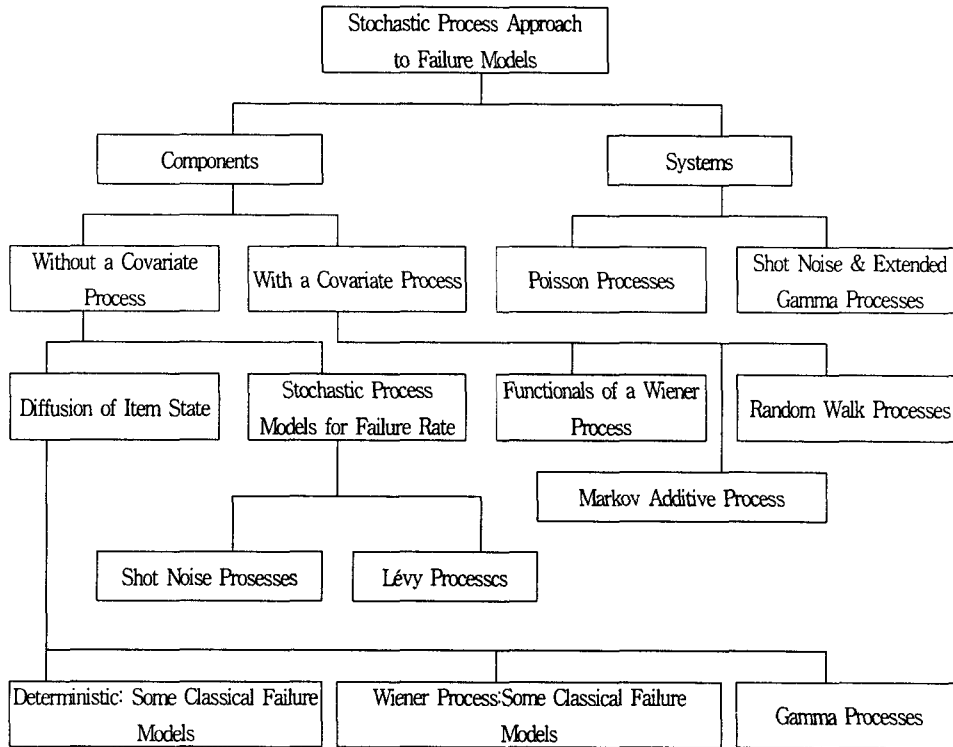 Stochastic Process Approach
to Failure Models
Components
Systems
Without a Covariate
Process
With a Covariate Process
Poisson Processes
Shot Noise & Extended
Gamma Processes
Diffusion of Item State
Stochastic Process
Models for Failure Rate
Functionals of a Wiener
Process
Random Walk Processes
Markov Additive Process
Shot Noise Prosesses
Lévy Processcs
Deterministic: Some Classical Failure
Models
Wiener Process:Some Classical Failure
Models
Gamma Processes